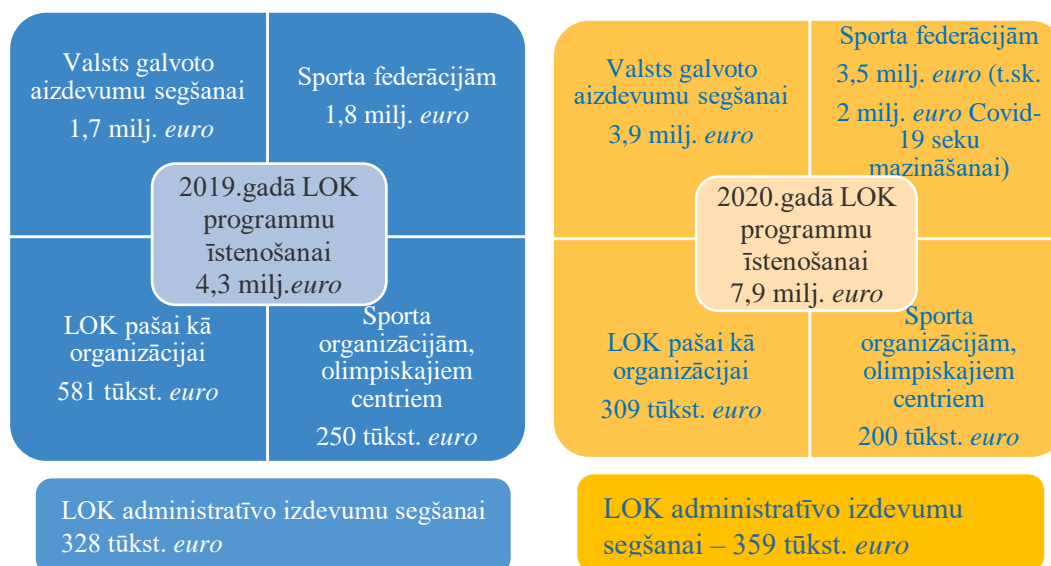 Valsts galvoto
aizdevumu segšanai
1,7 milj. euro
Sporta federācijām
1,8 milj. euro
2019.gadā LOK
programmu
īstenošanai
4,3 milj.euro
LOK pašai kā
organizācijai
581 tūkst. euro
Sporta
organizācijām,
olimpiskajiem
centriem
250 tūkst. euro
LOK administratīvo izdevumu segšanai
328 tūkst. euro
Valsts galvoto
aizdevumu segšanai
3,9 milj. euro
Sporta federācijām
3,5 milj. euro (t.sk.
2 milj. euro Covid-
19 seku
mazināšanai)
2020.gadā LOK
programmu
īstenošanai
7,9 milj. euro
LOK pašai kā
organizācijai
309 tūkst. euro
Sporta
organizācijām,
olimpiskajiem
centriem
200 tūkst. euro
LOK administratīvo izdevumu
segšanai – 359 tūkst. euro